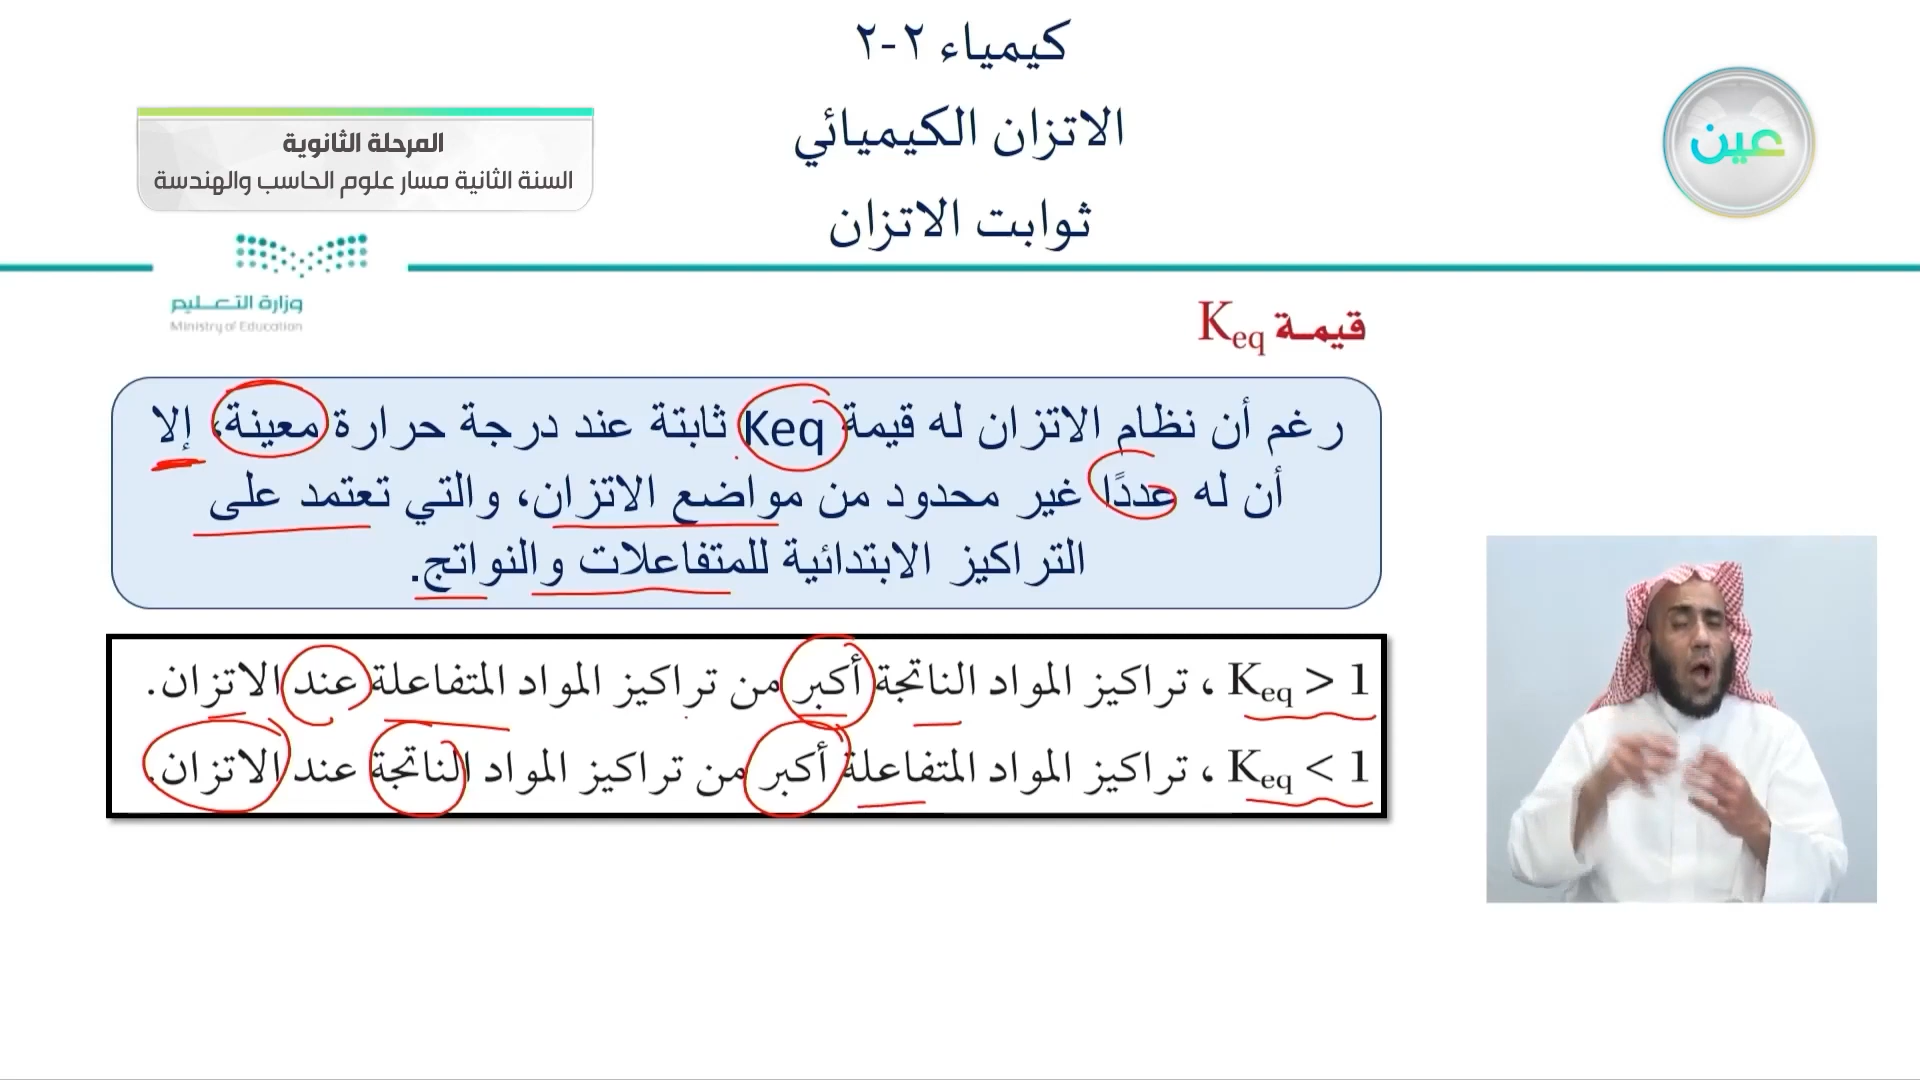 كيمياء ٢-٢
الاتزان الكيميائي
ثوابت الاتزان
المرحلة الثانوية
السنة الثانية مسار علوم الحاسب والهندسة
عين
وزارة التعليم
Ministry of Education
قيمة Keq
رغم أن نظام الاتزان له قيمة Keq ثابتة عند درجة حرارة معينة، إلا
أن له عددًا غير محدود من مواضع الاتزان، والتي تعتمد على
التراكيز الابتدائية للمتفاعلات والنواتج.
Keq > 1 ، تراكيز المواد الناتجة أكبر من تراكيز المواد المتفاعلة عند الاتزان.
Keq < 1 ، تراكيز المواد المتفاعلة أكبر من تراكيز المواد الناتجة عند الاتزان.